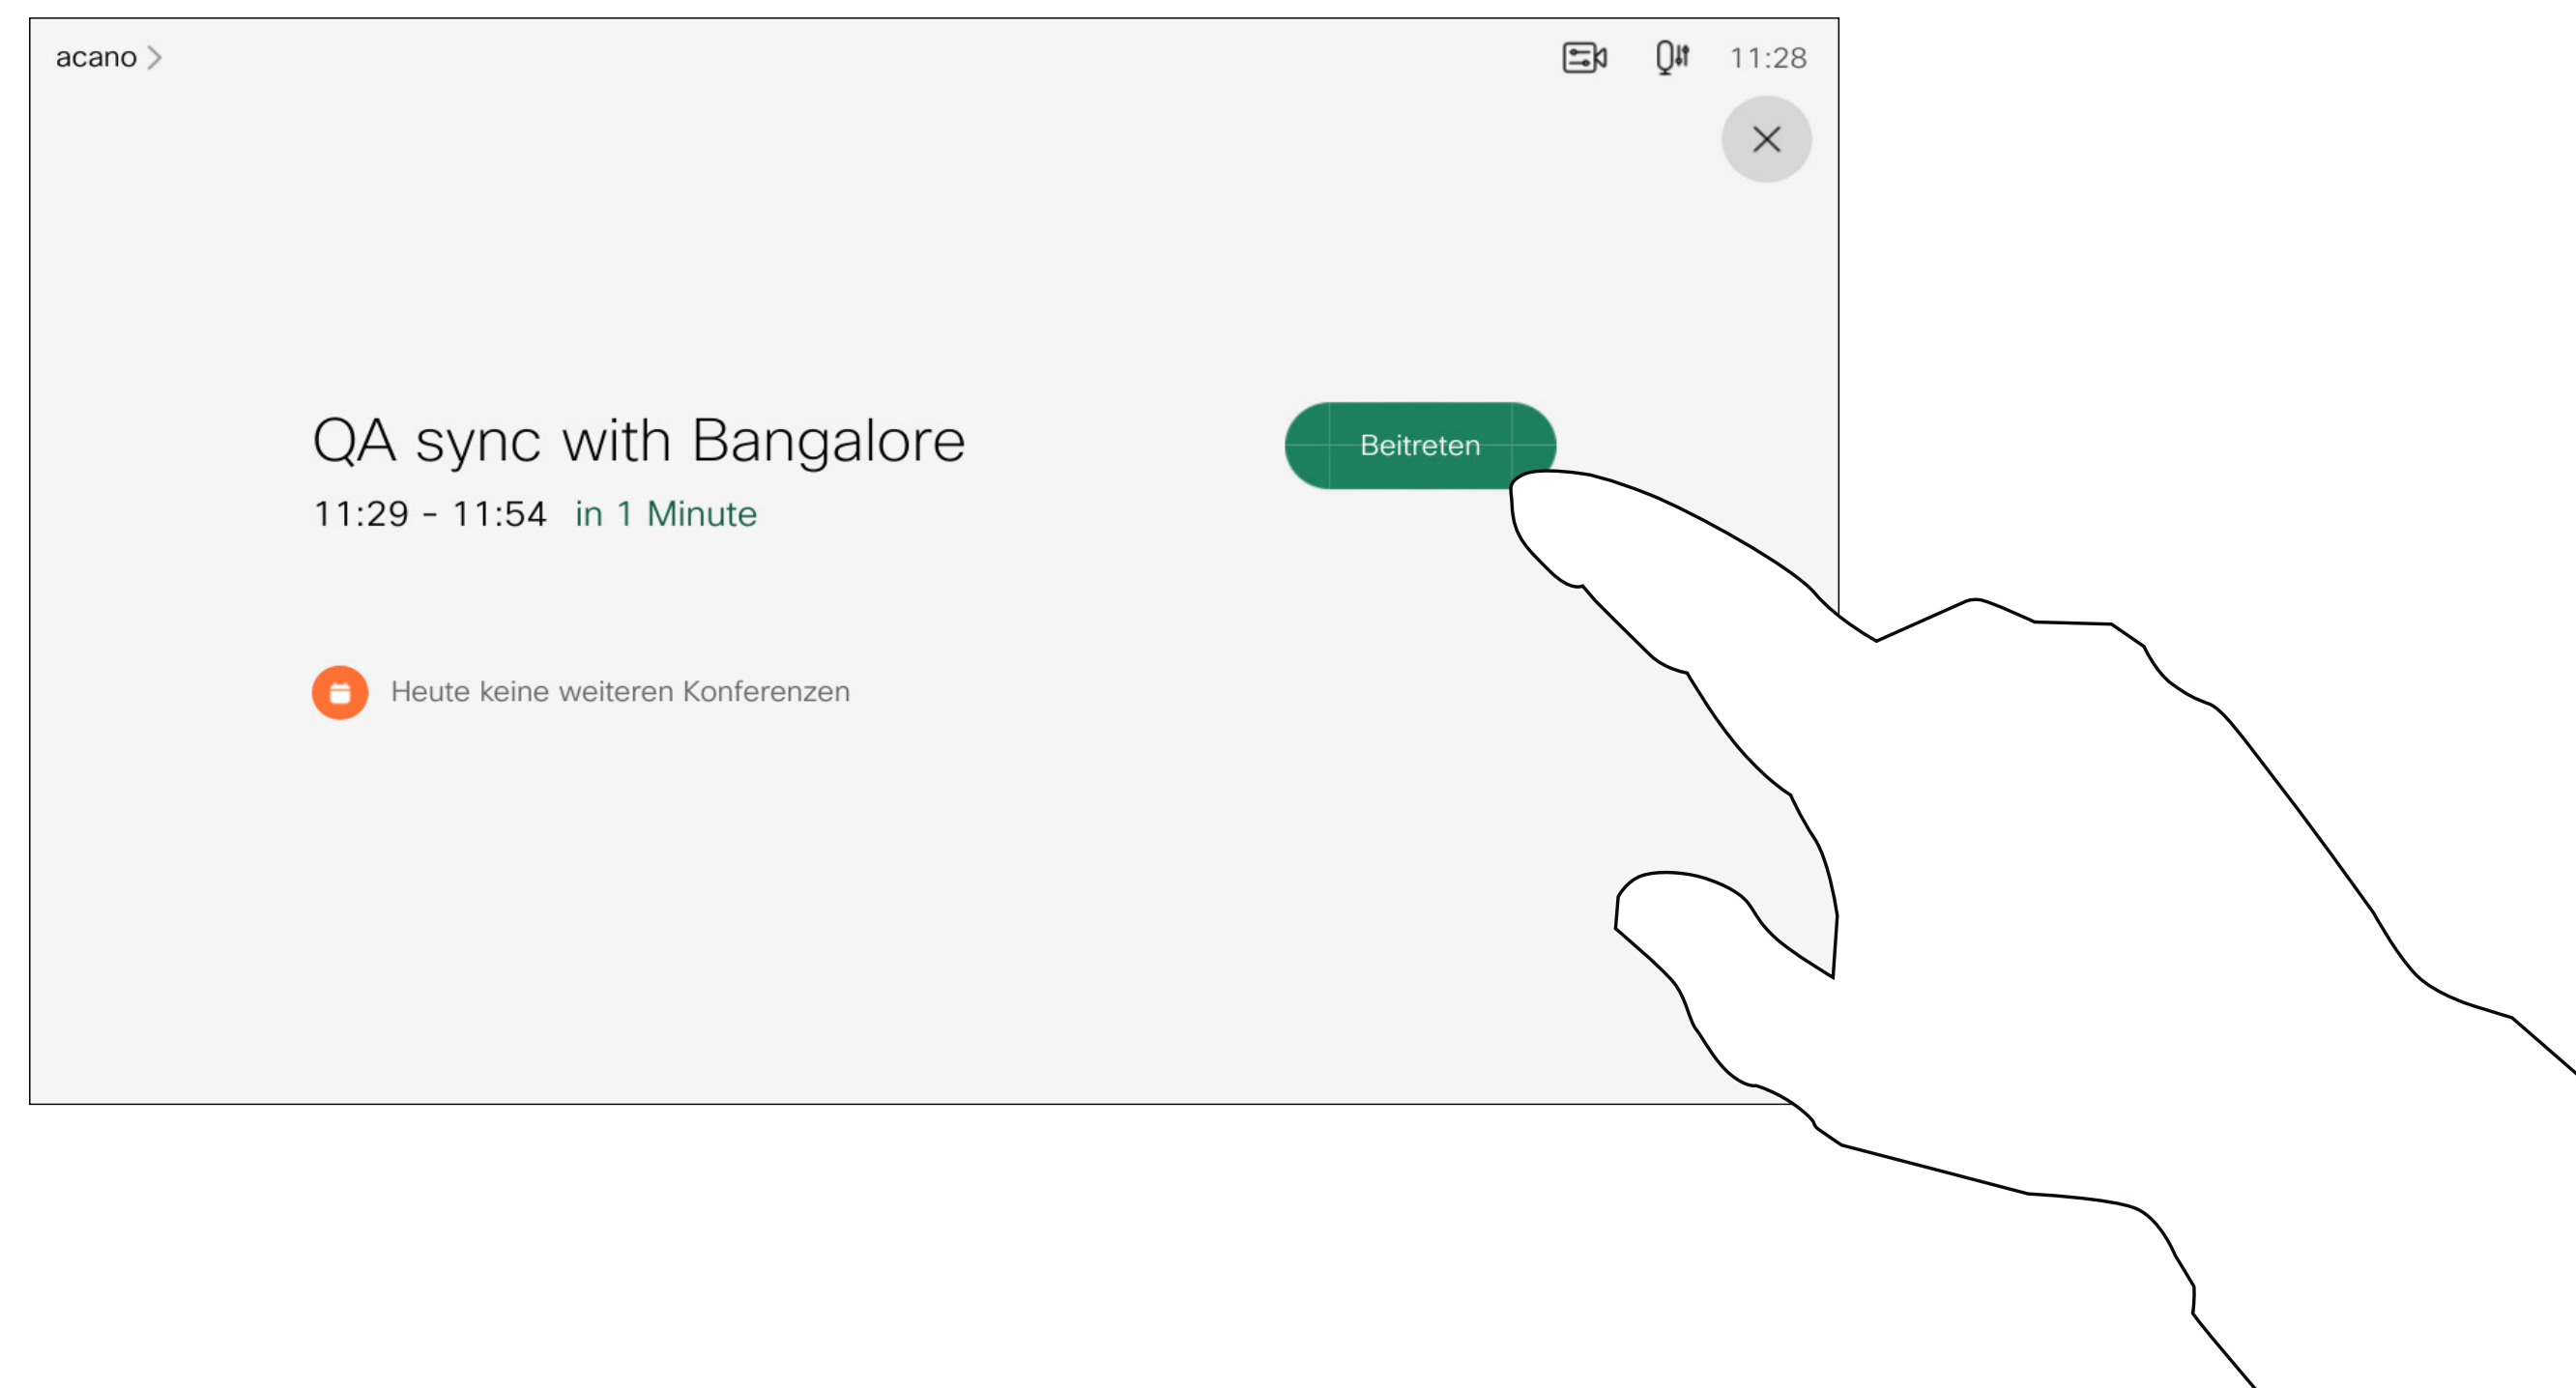 acano
11:28
QA sync with Bangalore
Beitreten
11:29 - 11:54 in 1 Minute
Heute keine weiteren Konferenzen